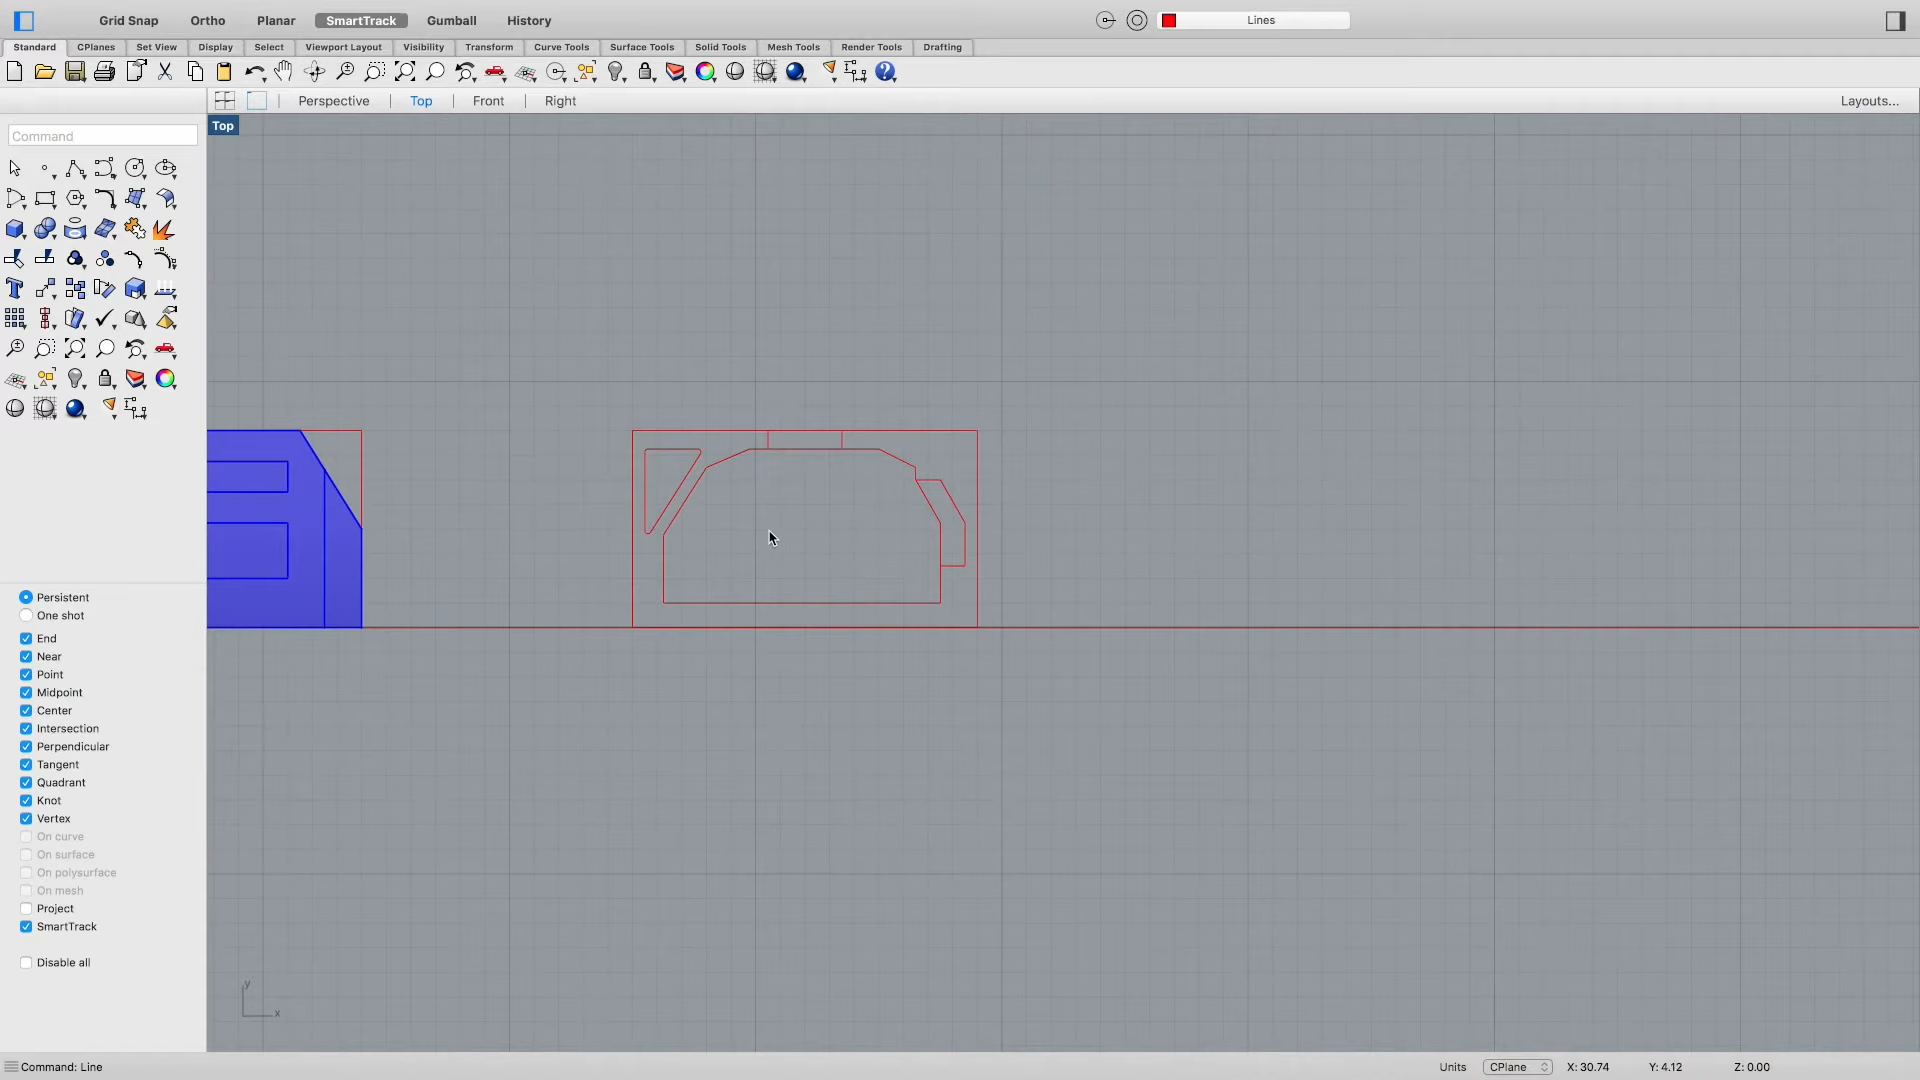 Grid Snap Ortho Planar SmartTrack Gumball History Lines
Standard CPlanes Set View Display Select Viewport Layout Visibility Transform Curve Tools Surface Tools Solid Tools Mesh Tools Render Tools Drafting
Perspective Top Front Right Layouts...
Top
Command
Persistent
One shot
End
Near
Point
Midpoint
Center
Intersection
Perpendicular
Tangent
Quadrant
Knot
Vertex
On curve
On surface
On polysurface
On mesh
Project
SmartTrack
Disable all
y
x
Command: Line Units CPlane X: 30.74 Y: 4.12 Z: 0.00